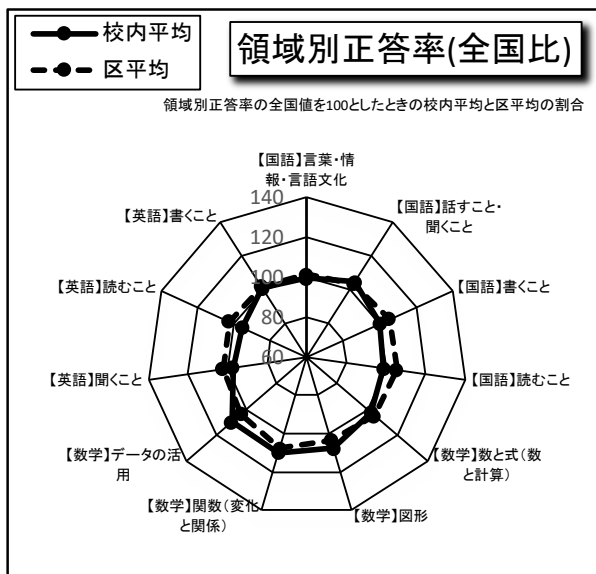 校内平均
区平均
領域別正答率(全国比)
領域別正答率の全国値を100としたときの校内平均と区平均の割合
【国語】言葉・情
報・言語文化
【国語】話すこと・
聞くこと
【国語】書くこと
【国語】読むこと
【数学】数と式(数
と計算)
【数学】図形
【数学】関数(変化
と関係)
【数学】データの活
用
【英語】聞くこと
【英語】読むこと
【英語】書くこと
140
120
100
80
60